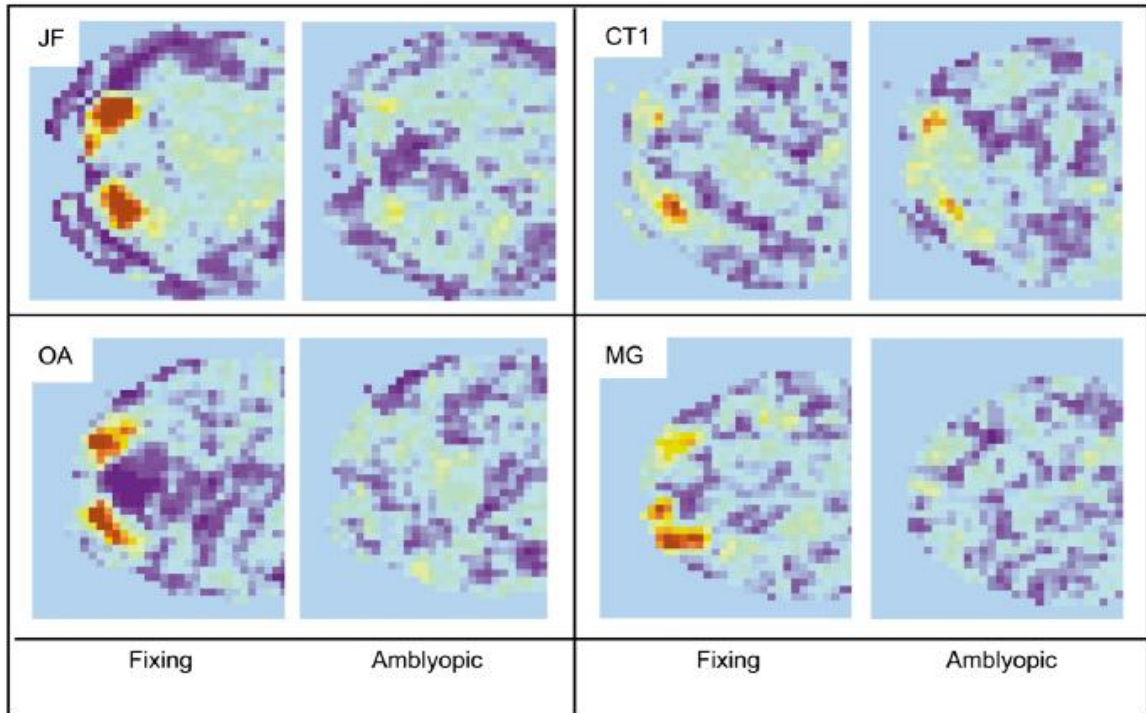 JF
CT1
OA
MG
Fixing
Amblyopic
Fixing
Amblyopic